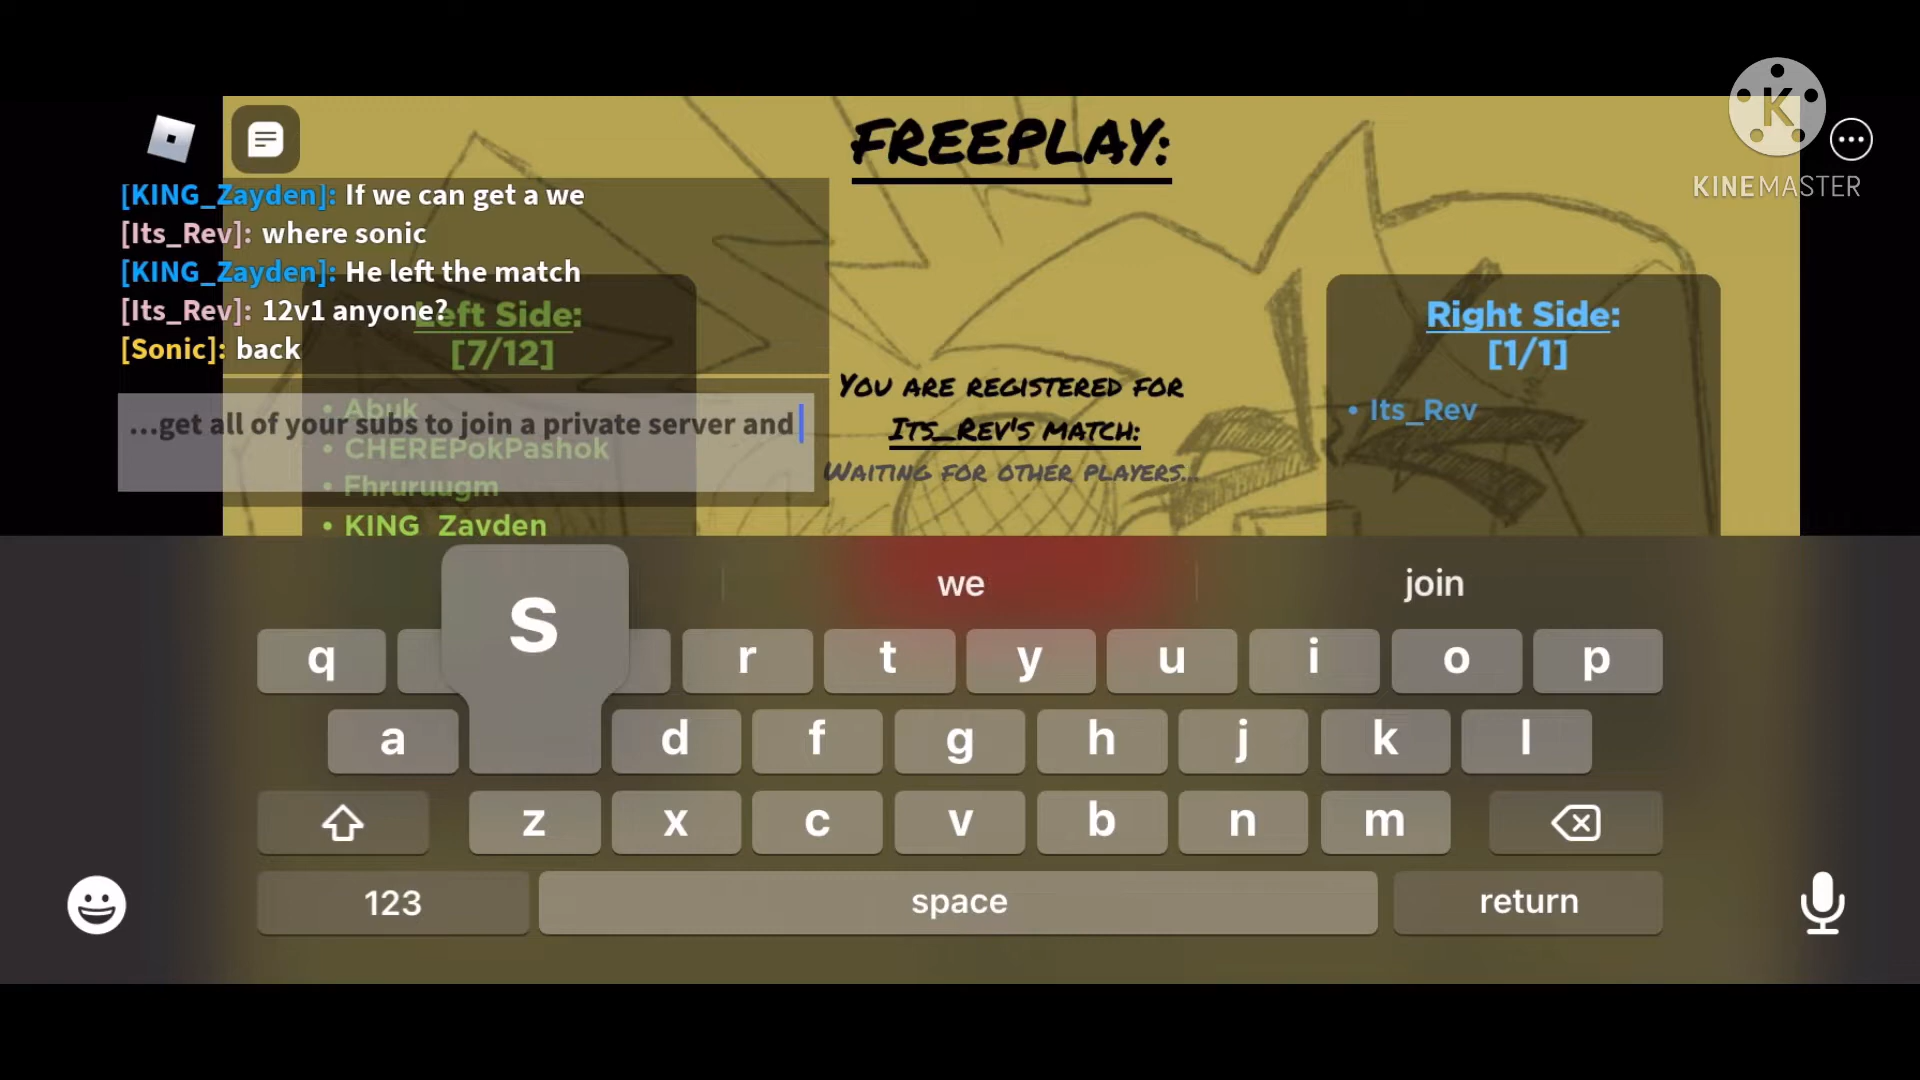 FREEPLAY:
KINEMASTER
[KING_Zayden]: If we can get a we
[Its_Rev]: where sonic
[KING_Zayden]: He left the match
[Its_Rev]: 12v1 anyone?
[Sonic]: back
Left Side:
[7/12]
• Abuk
• CHEREPokPashok
• Fhruruugm
• KING_Zayden
...get all of your subs to join a private server and
YOU ARE REGISTERED FOR
ITS_REV'S MATCH:
WAITING FOR OTHER PLAYERS...
Right Side:
[1/1]
• Its_Rev
we join
s
q r t y u i o p
a d f g h j k l
z x c v b n m
123 space return